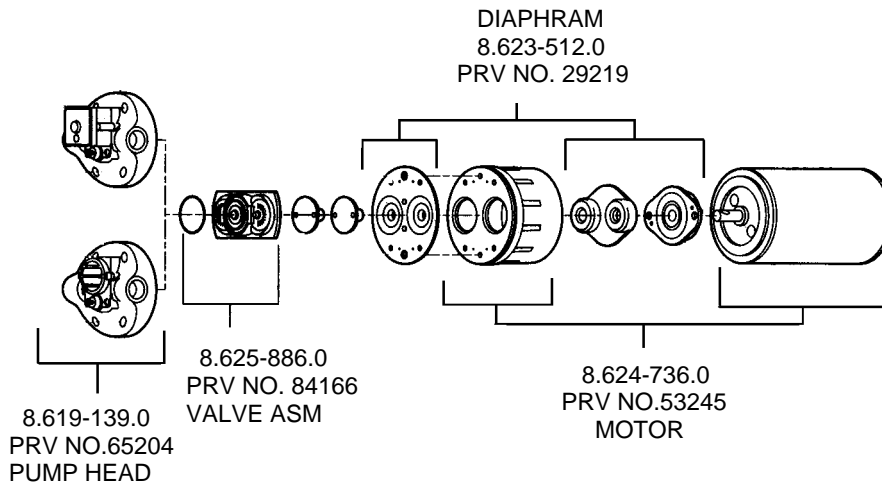 DIAPHRAM
8.623-512.0
PRV NO. 29219
8.625-886.0
PRV NO. 84166
VALVE ASM
8.624-736.0
PRV NO.53245
MOTOR
8.619-139.0
PRV NO.65204
PUMP HEAD